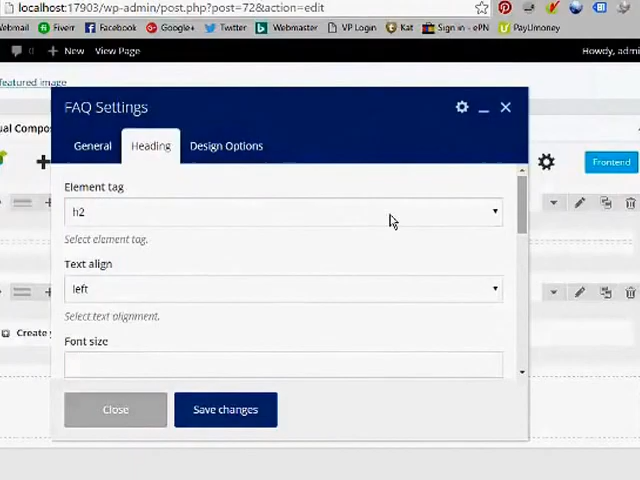 localhost:17903/wp-admin/post.php?post=72&action=edit
Fiverr Facebook Google+ Twitter Webmaster VP Login Kat Sign in - ePN PayUmoney
0 New View Page Howdy, admi
featured image
ual Compos
Frontend
FAQ Settings
General Heading Design Options
Element tag
h2
Select element tag.
Text align
left
Select text alignment.
Create
Font size
Close Save changes